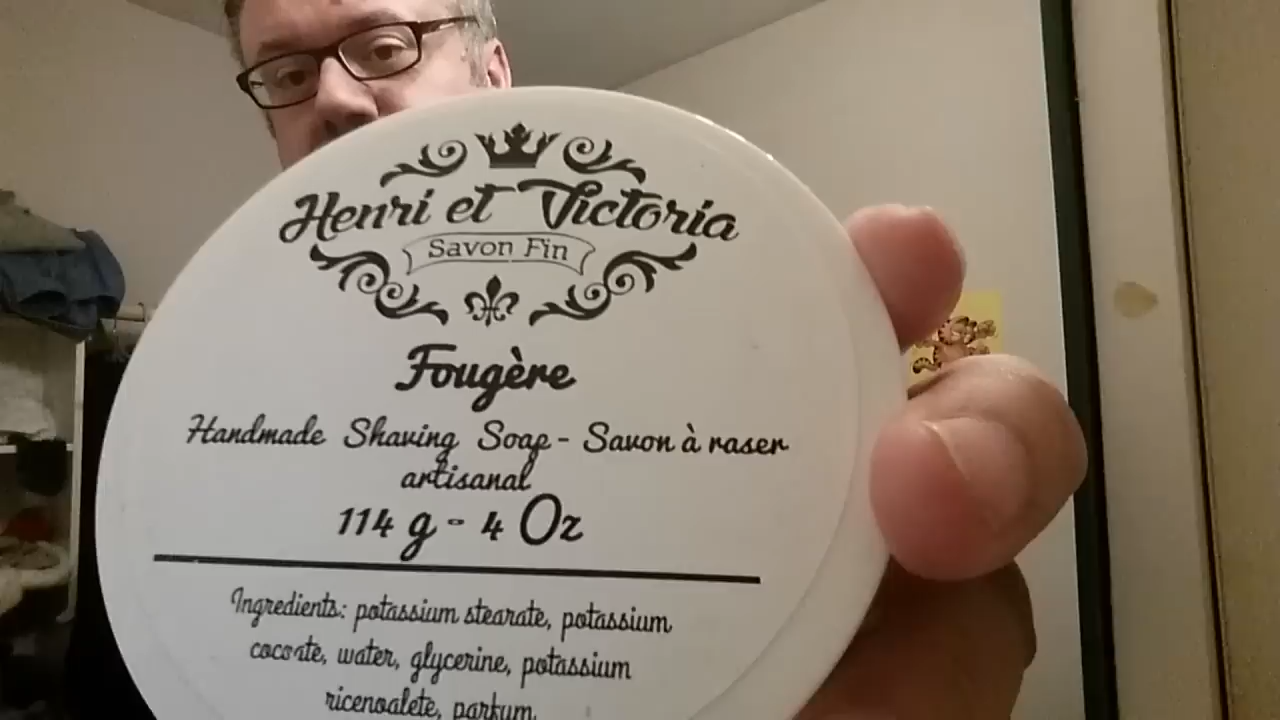 Henri et Victoria
Savon Fin
Fougère
Handmade Shaving Soap - Savon à raser
artisanal
114 g - 4 Oz
Ingredients: potassium stearate, potassium
cocoate, water, glycerine, potassium
ricenoalete, parfum,